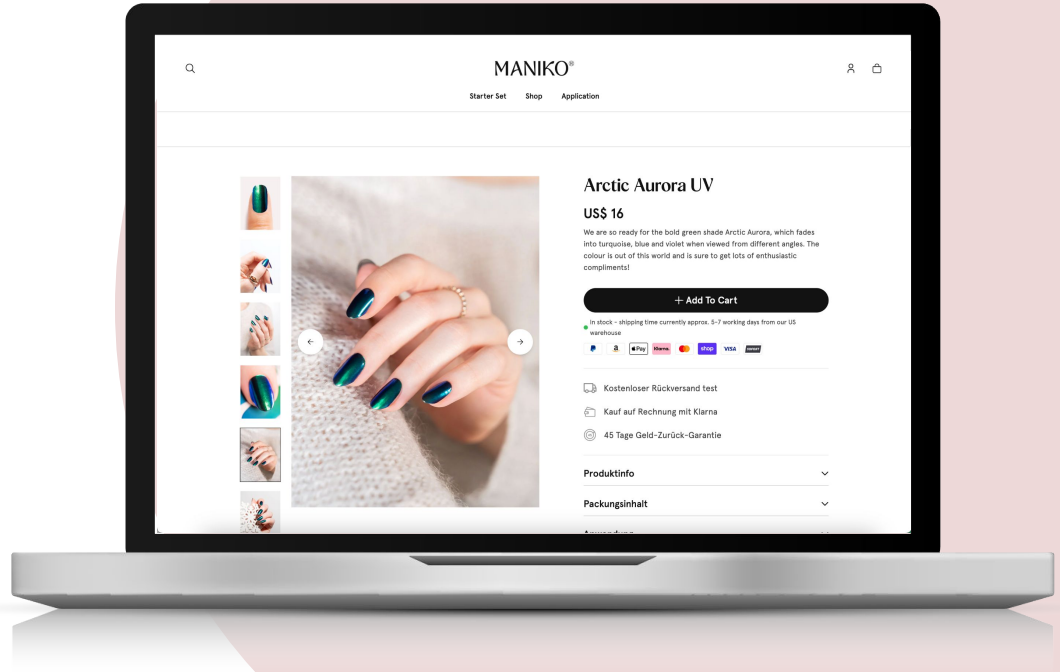 MANIKO®
Starter Set Shop Application
Arctic Aurora UV
US$ 16
We are so ready for the bold green shade Arctic Aurora, which fades
into turquoise, blue and violet when viewed from different angles. The
colour is out of this world and is sure to get lots of enthusiastic
compliments!
+ Add To Cart
In stock - shipping time currently approx. 5-7 working days from our US
warehouse
Pay Klarna. shop VISA
Kostenloser Rückversand test
Kauf auf Rechnung mit Klarna
45 Tage Geld-Zurück-Garantie
Produktinfo
Packungsinhalt